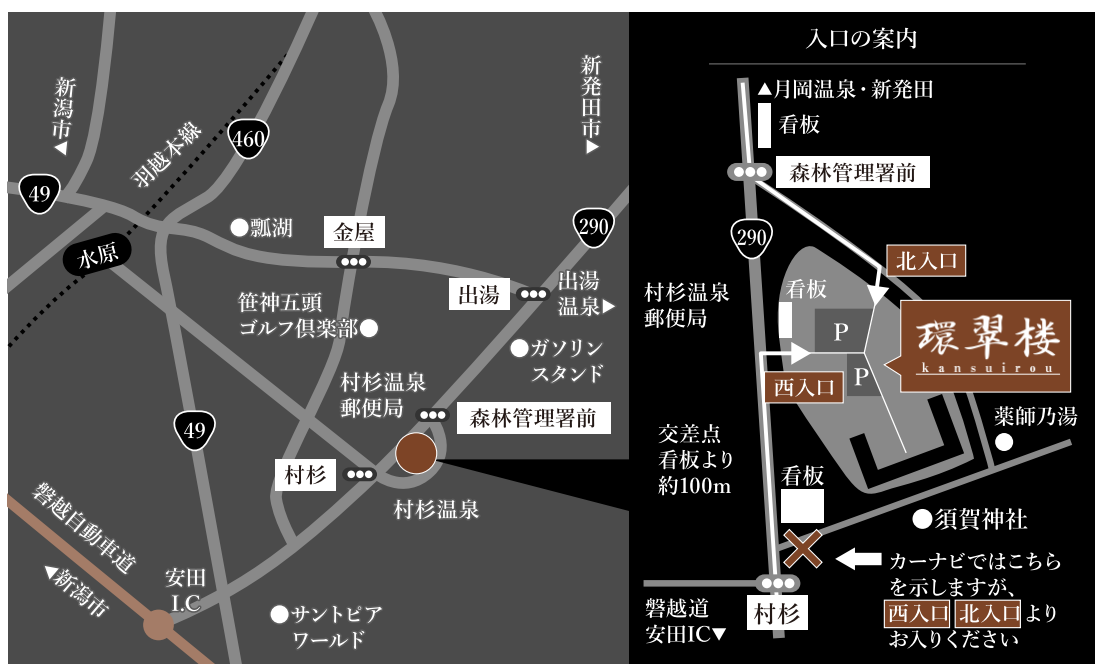 新潟市◀
460
羽越本線
49
水原
瓢湖
金屋
新発田市▶
290
出湯
出湯
温泉▶
笹神五頭
ゴルフ倶楽部
ガソリン
スタンド
村杉温泉
郵便局
森林管理署前
49
村杉
村杉温泉
磐越自動車道
◀新潟市
安田
I.C
サントピア
ワールド
入口の案内
▲月岡温泉・新発田
看板
森林管理署前
290
北入口
村杉温泉
郵便局
看板
P
環翠楼
kansuirou
P
西入口
薬師乃湯
交差点
看板より
約100m
看板
須賀神社
カーナビではこちら
を示しますが、
西入口 北入口 より
お入りください
磐越道
安田IC▼
村杉